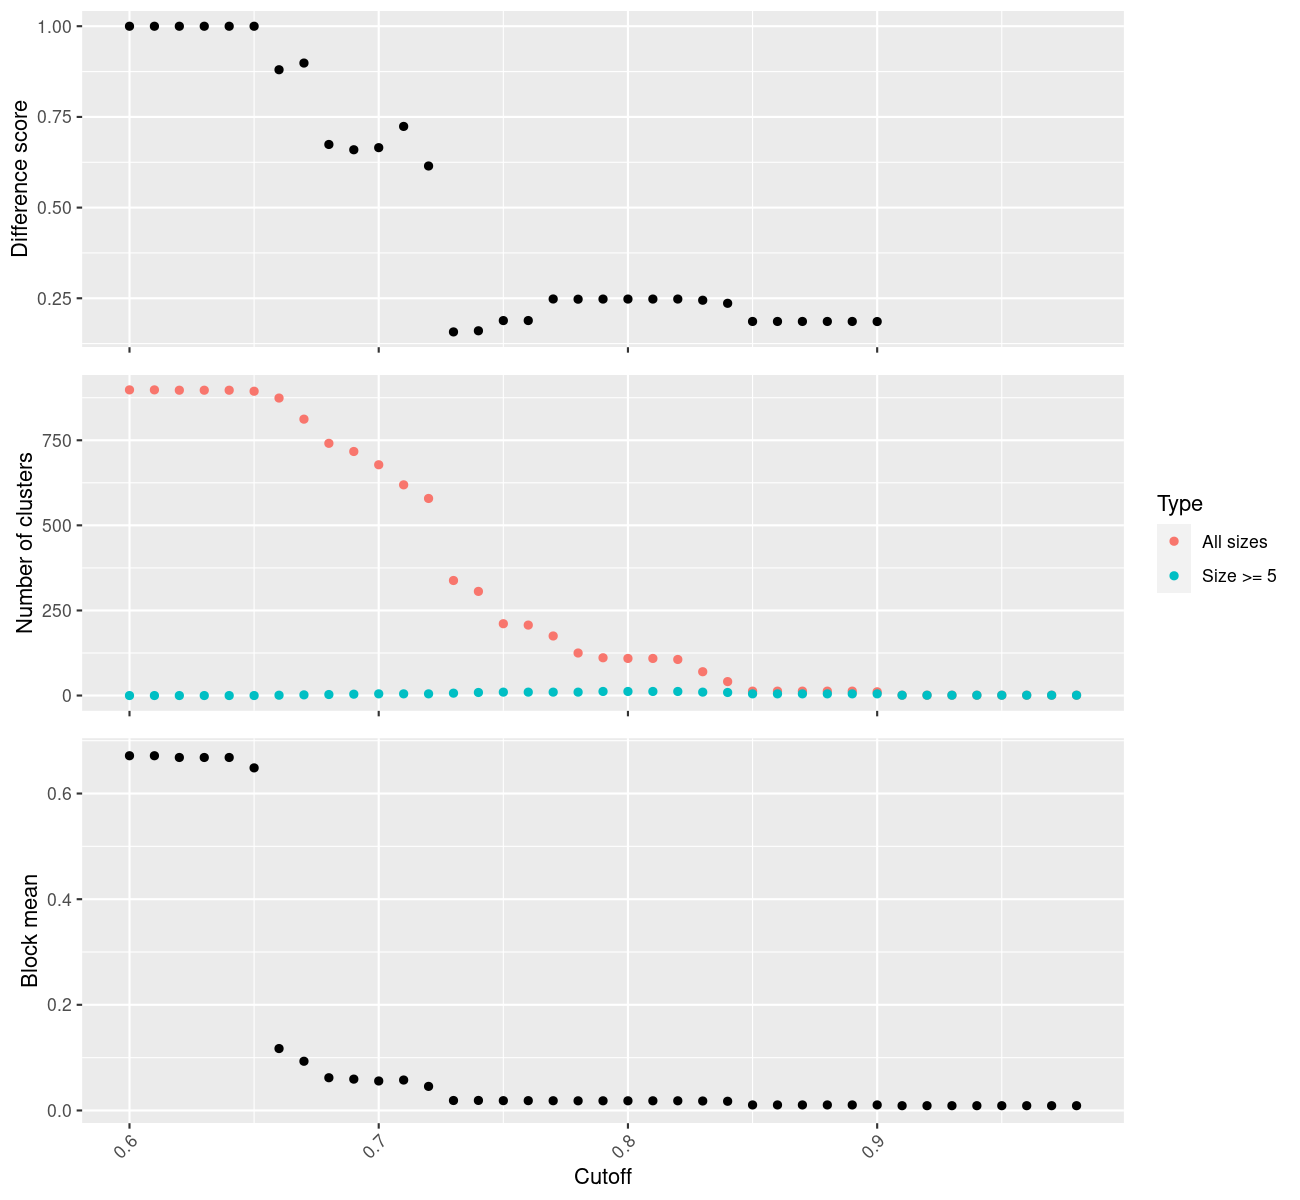 Difference score
1.00
0.75
0.50
0.25
Number of clusters
750
500
250
0
Type
All sizes
Size >= 5
Block mean
0.6
0.4
0.2
0.0
0.6 0.7 0.8 0.9
Cutoff